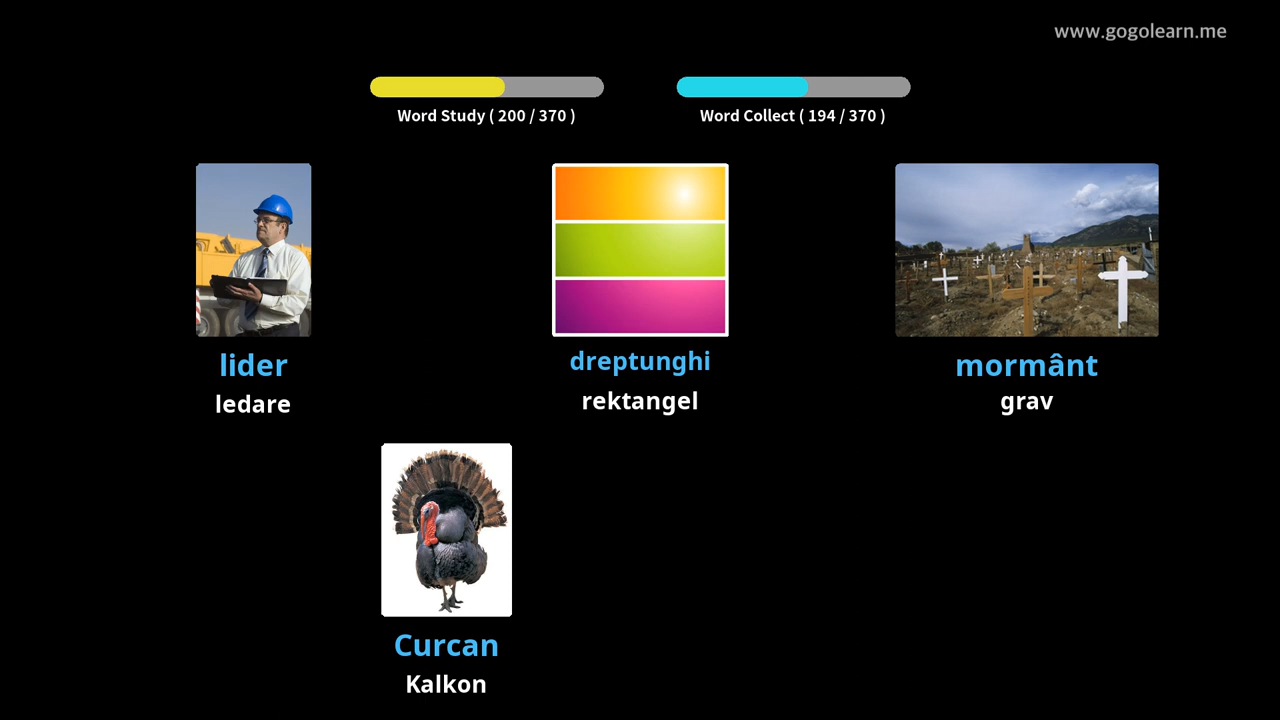 www.gogolearn.me
Word Study ( 200 / 370 )
Word Collect ( 194 / 370 )
lider
ledare
dreptunghi
rektangel
mormânt
grav
Curcan
Kalkon